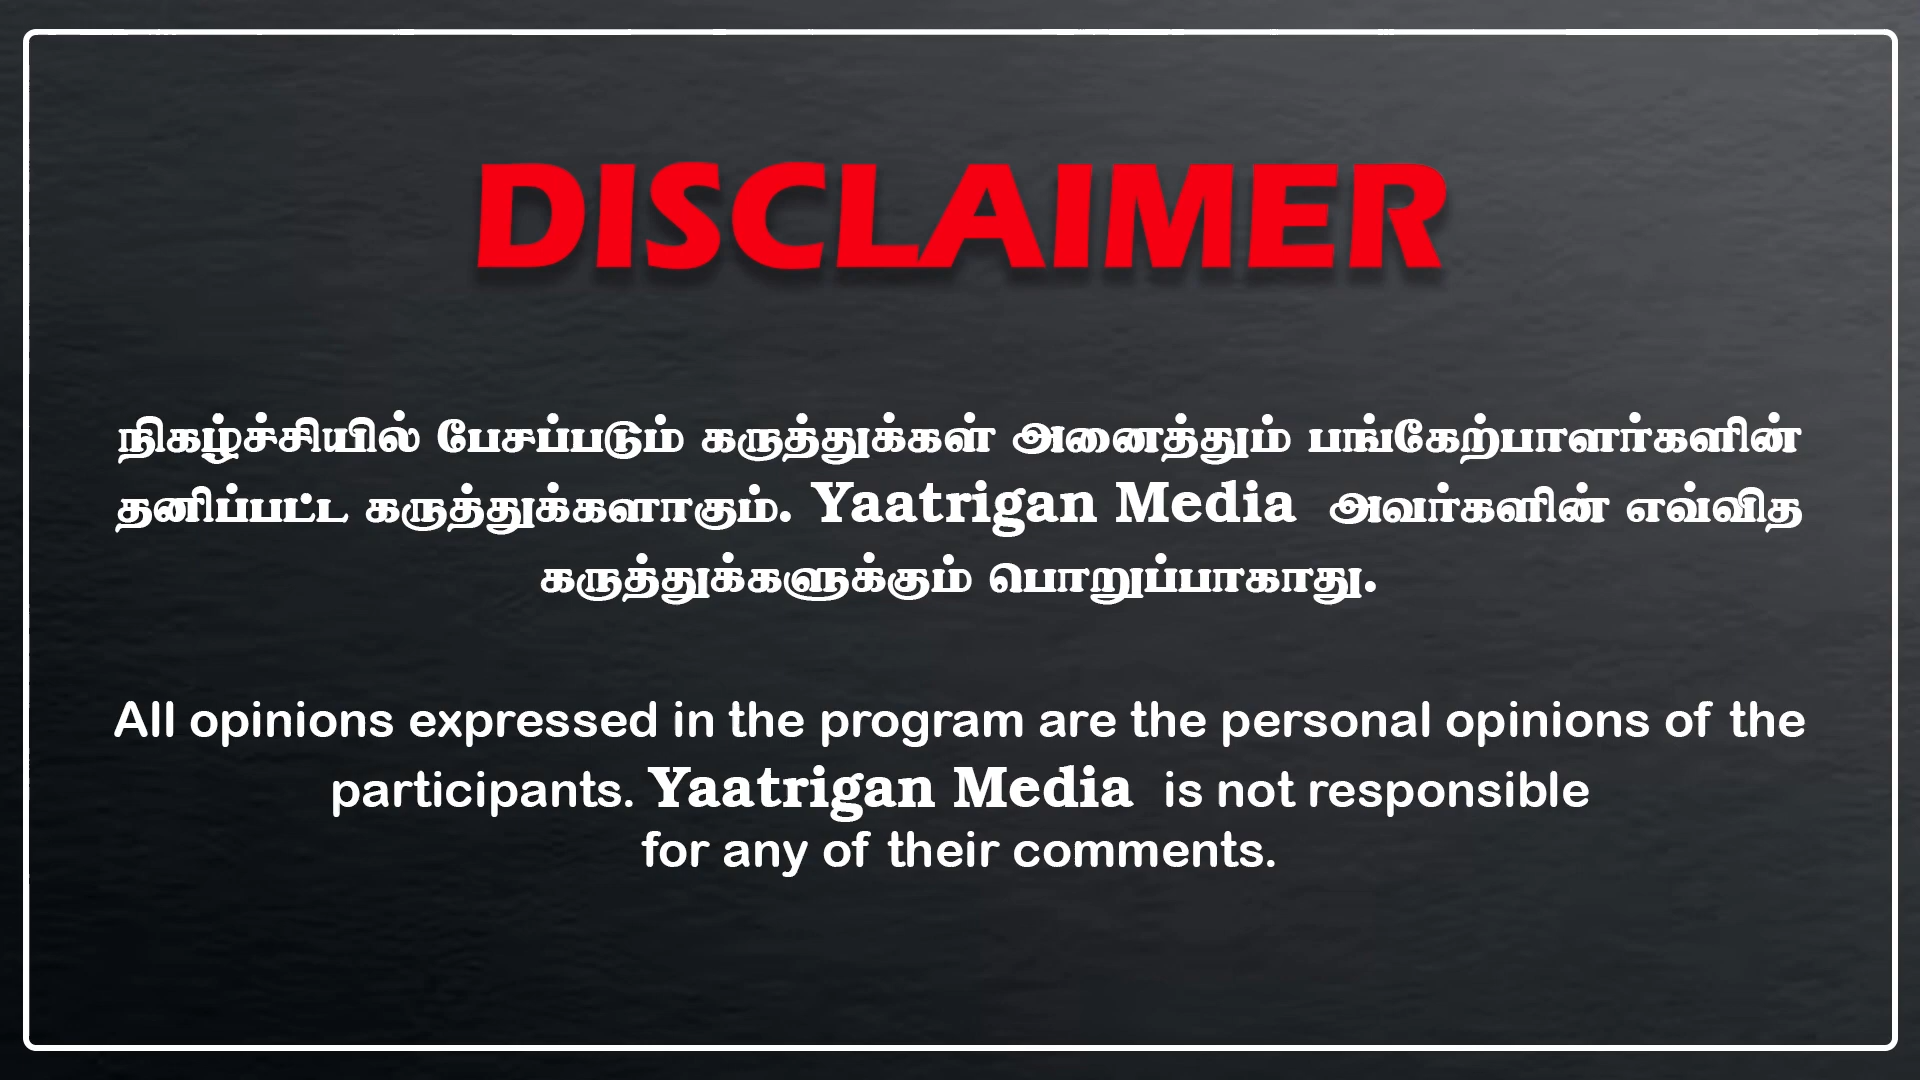 DISCLAIMER
நிகழ்ச்சியில் பேசப்படும் கருத்துக்கள் அனைத்தும் பங்கேற்பாளர்களின்
தனிப்பட்ட கருத்துக்களாகும். Yaatrigan Media அவர்களின் எவ்வித
கருத்துக்களுக்கும் பொறுப்பாகாது.
All opinions expressed in the program are the personal opinions of the
participants. Yaatrigan Media is not responsible
for any of their comments.